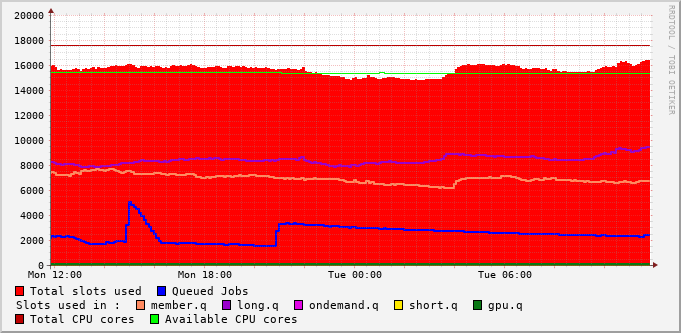 20000
18000
16000
14000
12000
10000
8000
6000
4000
2000
0
Mon 12:00 Mon 18:00 Tue 00:00 Tue 06:00
Total slots used Queued Jobs
Slots used in : member.q long.q ondemand.q short.q gpu.q
Total CPU cores Available CPU cores
RRDTOOL / TOBI OETIKER